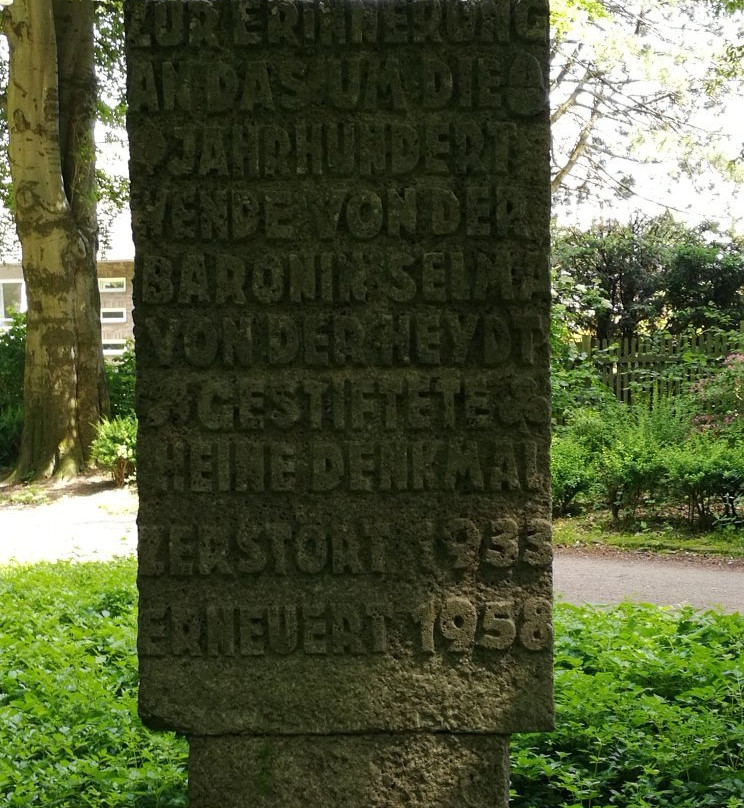 ZUR ERINNERUNG
AN DAS UM DIE
JAHRHUNDERT
WENDE VON DER
BARONIN SELMA
VON DER HEYDT
GESTIFTETE
HEINE DENKMAL
ZERSTÖRT 1933
ERNEUERT 1958